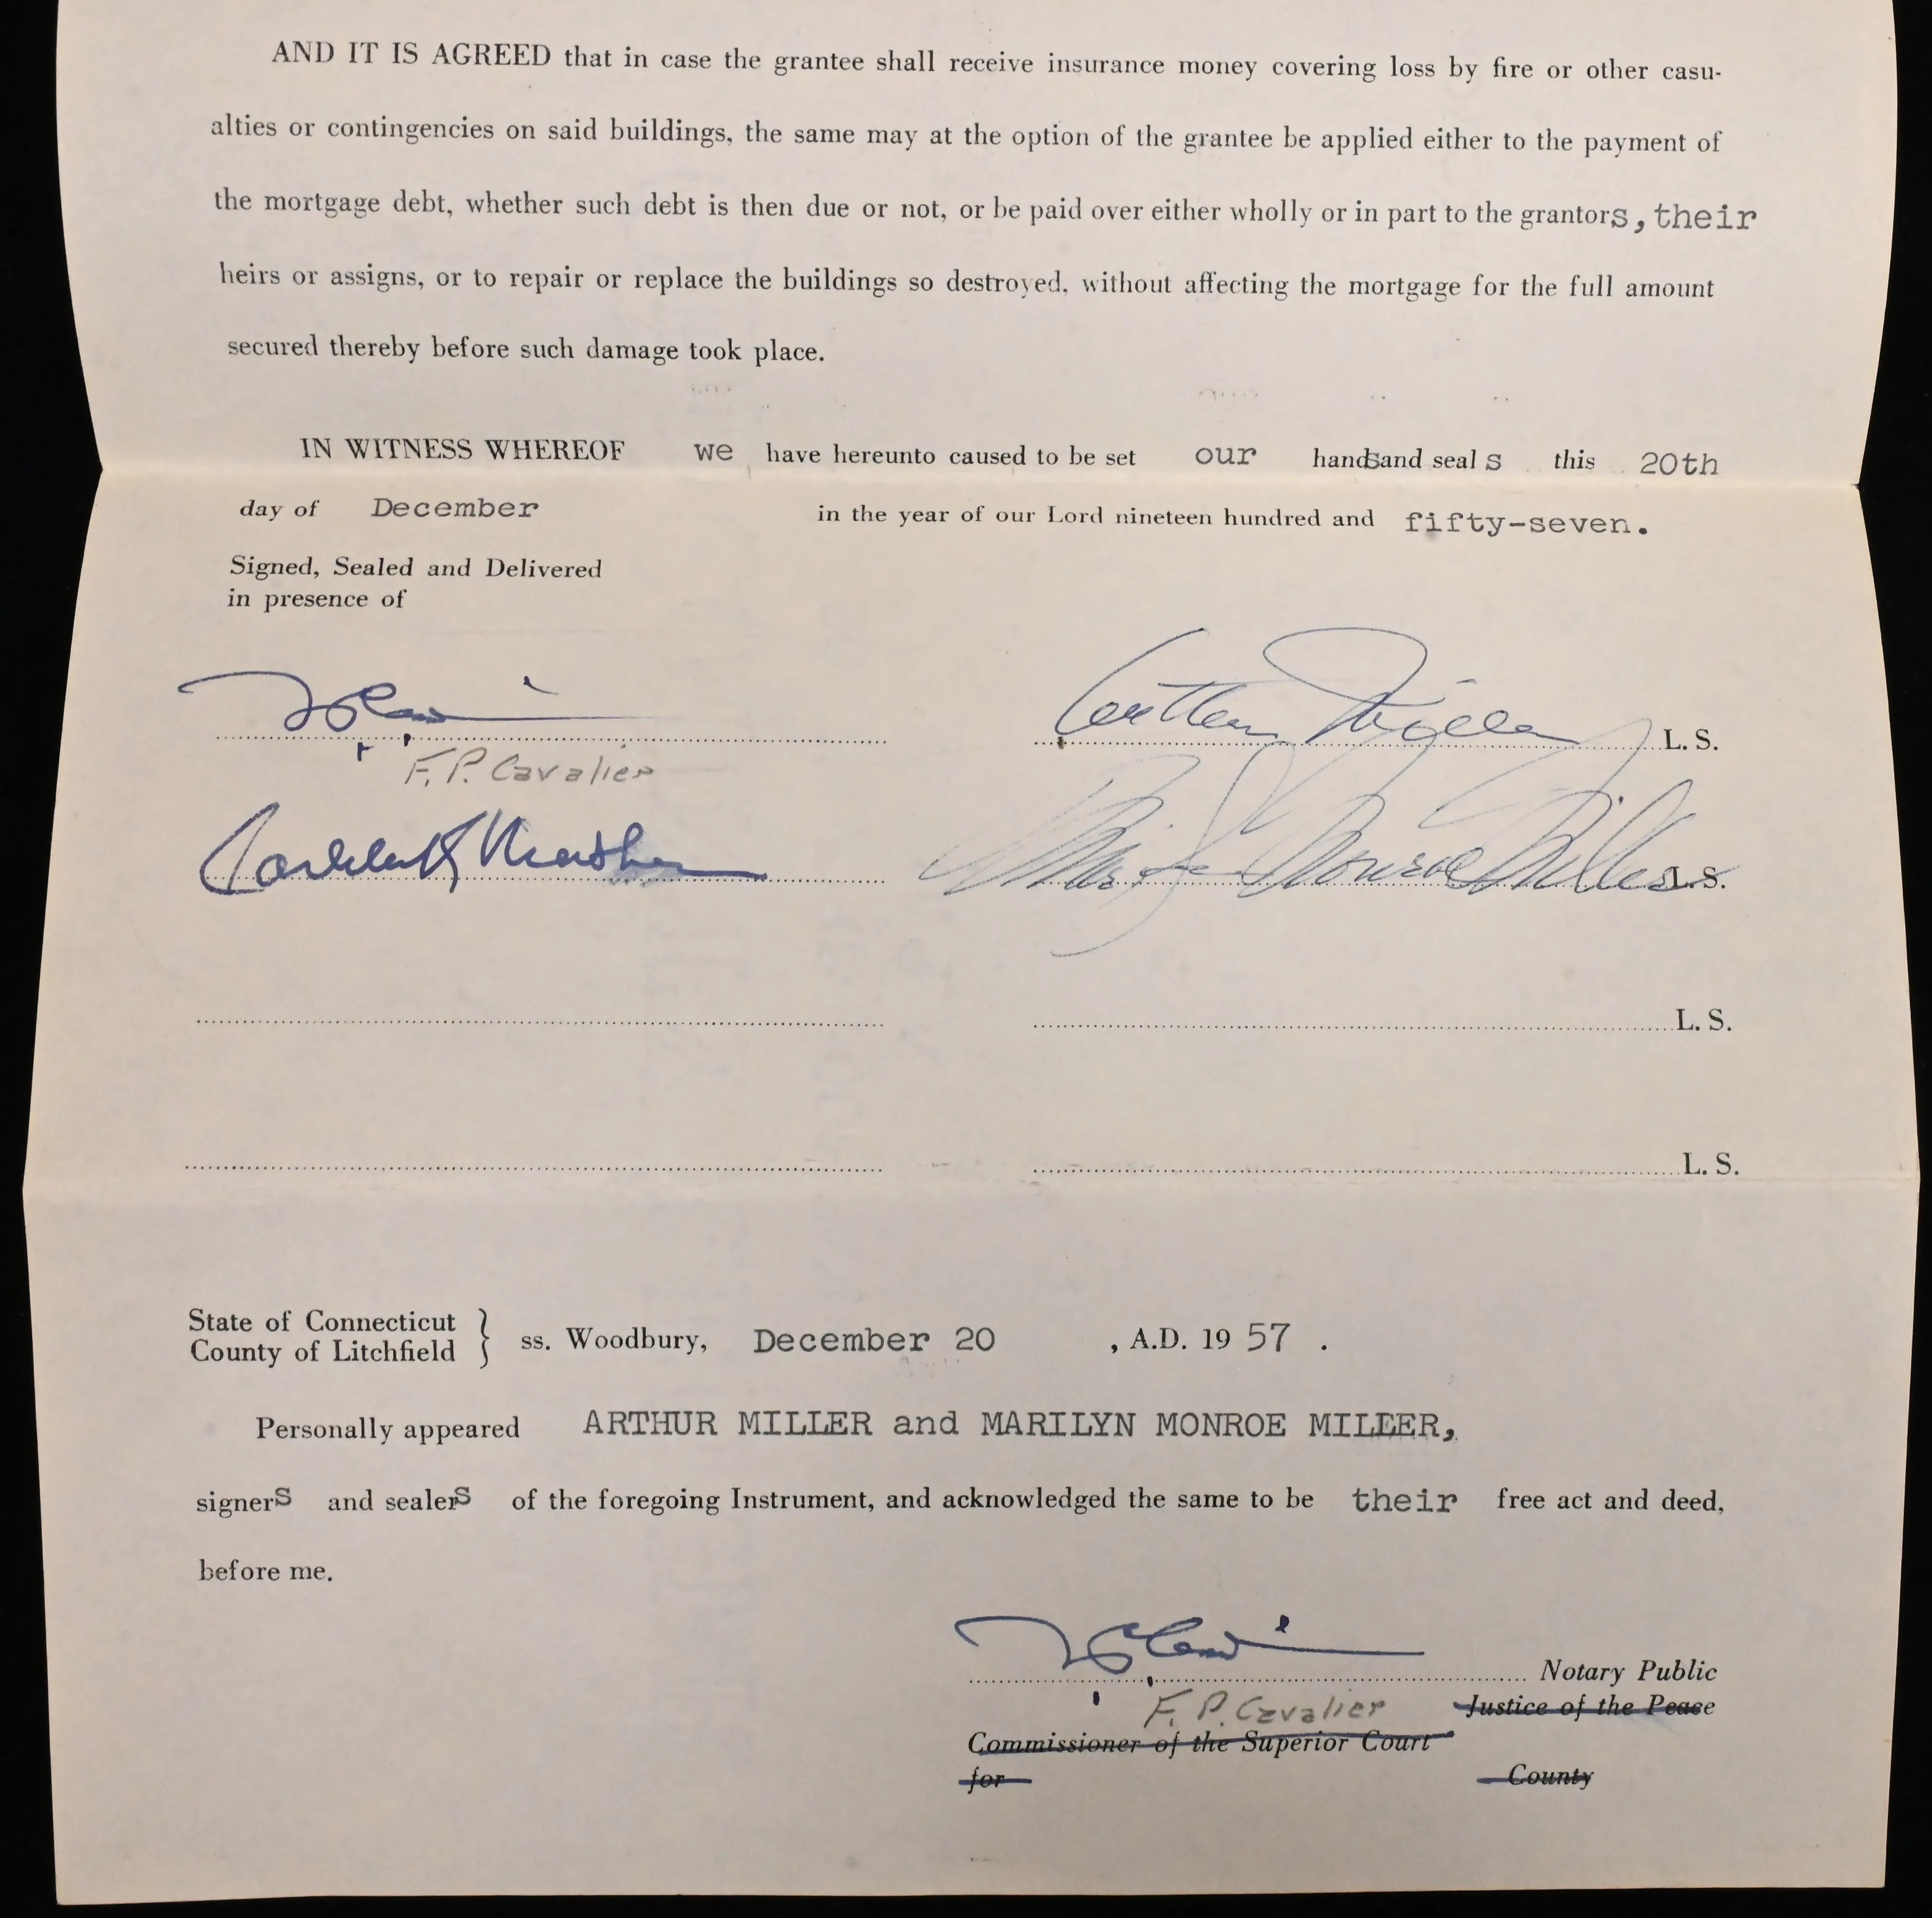 AND IT IS AGREED that in case the grantee shall receive insurance money covering loss by fire or other casu-
alties or contingencies on said buildings, the same may at the option of the grantee be applied either to the payment of
the mortgage debt, whether such debt is then due or not, or be paid over either wholly or in part to the grantors, their
heirs or assigns, or to repair or replace the buildings so destroyed, without affecting the mortgage for the full amount
secured thereby before such damage took place.
IN WITNESS WHEREOF we have hereunto caused to be set our hands and seal s this 20th
day of December in the year of our Lord nineteen hundred and fifty-seven.
Signed, Sealed and Delivered
in presence of
Arthur Miller L. S.
F. P. Cavalier
Marilyn Monroe Miller L. S.
L. S.
L. S.
State of Connecticut
County of Litchfield } ss. Woodbury, December 20 , A.D. 19 57 .
Personally appeared ARTHUR MILLER and MARILYN MONROE MILLER,
signers and sealers of the foregoing Instrument, and acknowledged the same to be their free act and deed,
before me.
Notary Public
F. P. Cavalier Justice of the Peace
Commissioner of the Superior Court
for County